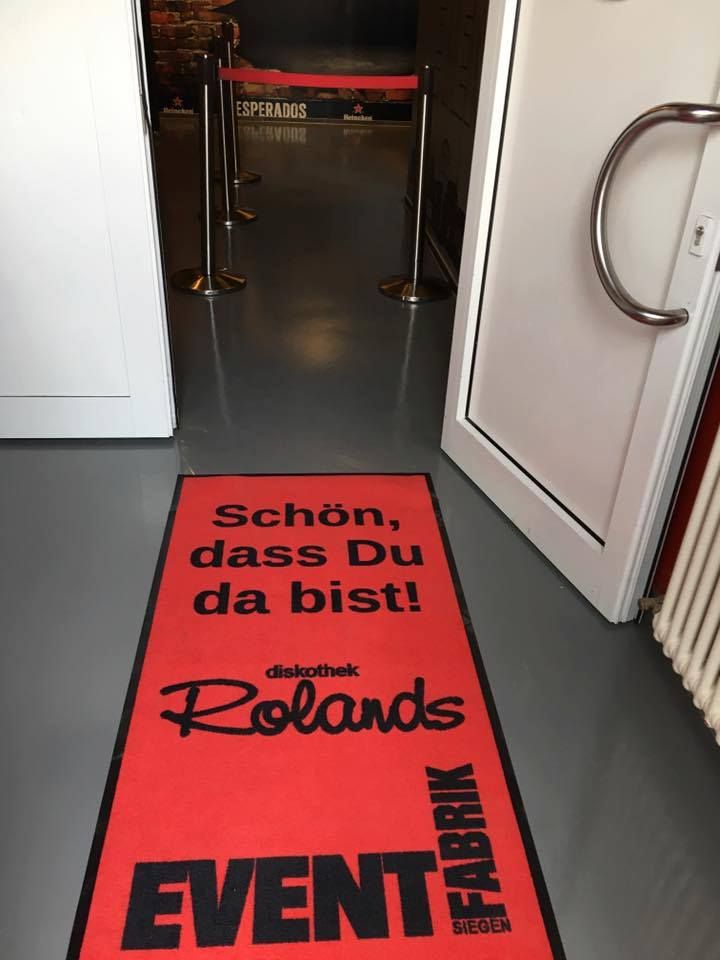 Heineken
ESPERADOS
Heineken
Schön,
dass Du
da bist!
diskothek
Rolands
EVENT
FABRIK
SIEGEN